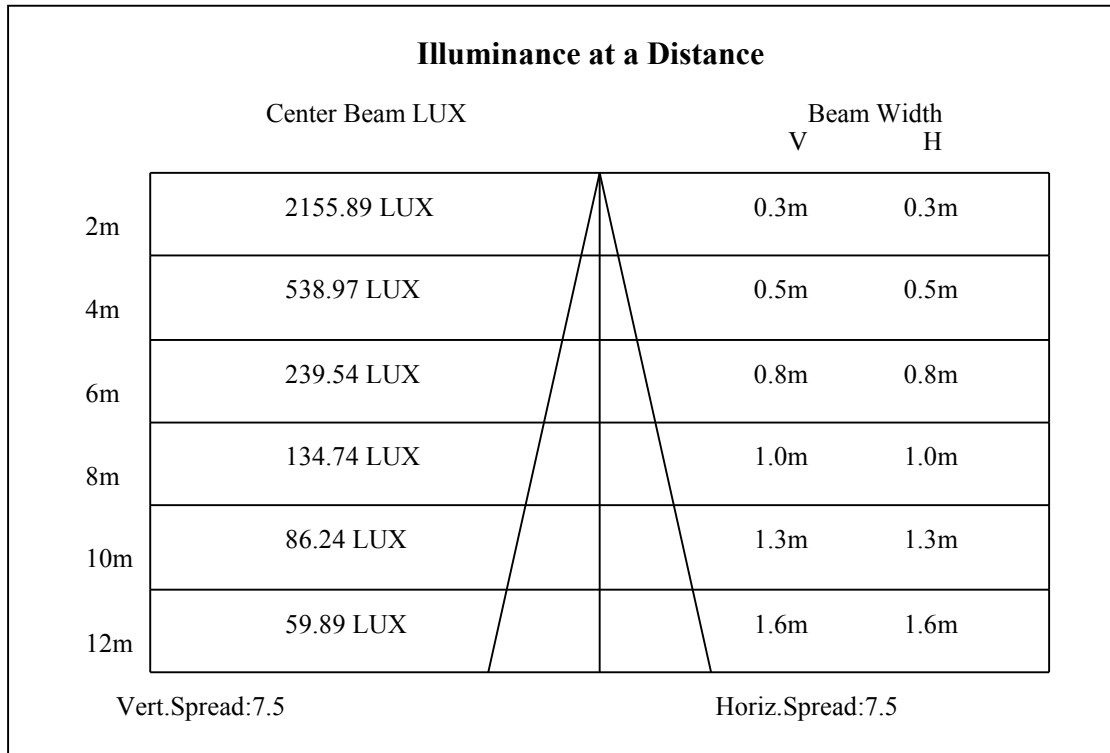 Illuminance at a Distance
Center Beam LUX Beam Width
V H
2m 2155.89 LUX 0.3m 0.3m
4m 538.97 LUX 0.5m 0.5m
6m 239.54 LUX 0.8m 0.8m
8m 134.74 LUX 1.0m 1.0m
10m 86.24 LUX 1.3m 1.3m
12m 59.89 LUX 1.6m 1.6m
Vert.Spread:7.5 Horiz.Spread:7.5